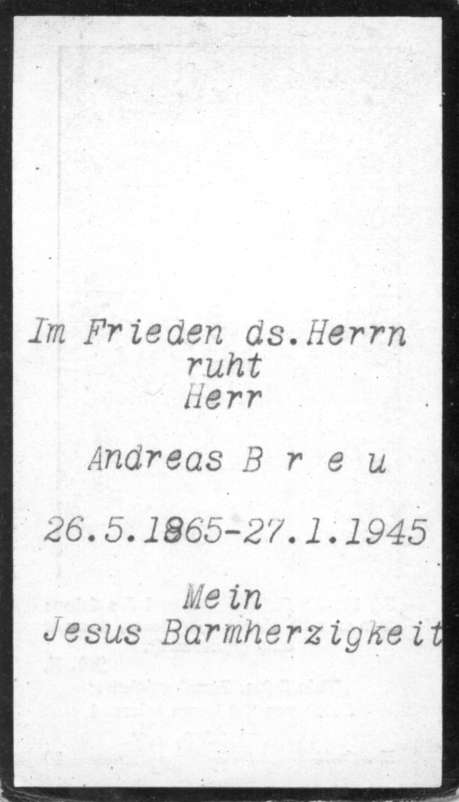 Im Frieden ds.Herrn
ruht
Herr
Andreas B r e u
26.5.1865-27.1.1945
Mein
Jesus Barmherzigkeit